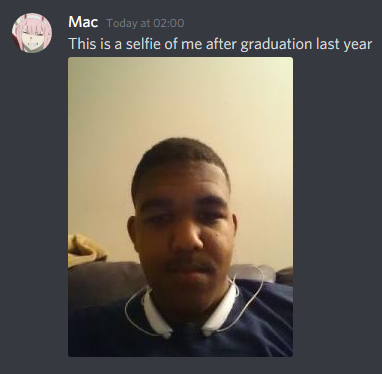 Mac Today at 02:00
This is a selfie of me after graduation last year